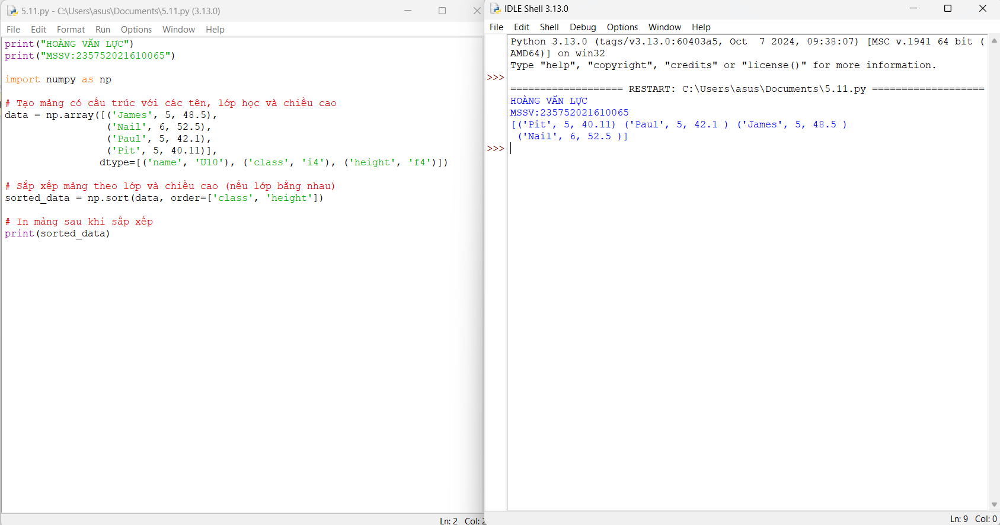 5.11.py - C:\Users\asus\Documents\5.11.py (3.13.0)
File Edit Format Run Options Window Help
print("HOÀNG VĂN LỰC")
print("MSSV:235752021610065")
import numpy as np
# Tạo mảng có cấu trúc với các tên, lớp học và chiều cao
data = np.array([('James', 5, 48.5),
('Nail', 6, 52.5),
('Paul', 5, 42.1),
('Pit', 5, 40.11)],
dtype=[('name', 'U10'), ('class', 'i4'), ('height', 'f4')])
# Sắp xếp mảng theo lớp và chiều cao (nếu lớp bằng nhau)
sorted_data = np.sort(data, order=['class', 'height'])
# In mảng sau khi sắp xếp
print(sorted_data)
Ln: 2 Col: 2
IDLE Shell 3.13.0
File Edit Shell Debug Options Window Help
Python 3.13.0 (tags/v3.13.0:60403a5, Oct  7 2024, 09:38:07) [MSC v.1941 64 bit (
AMD64)] on win32
Type "help", "copyright", "credits" or "license()" for more information.
>>>
=================== RESTART: C:\Users\asus\Documents\5.11.py ===================
HOÀNG VĂN LỰC
MSSV:235752021610065
[('Pit', 5, 40.11) ('Paul', 5, 42.1 ) ('James', 5, 48.5 )
('Nail', 6, 52.5 )]
>>>
Ln: 9 Col: 0